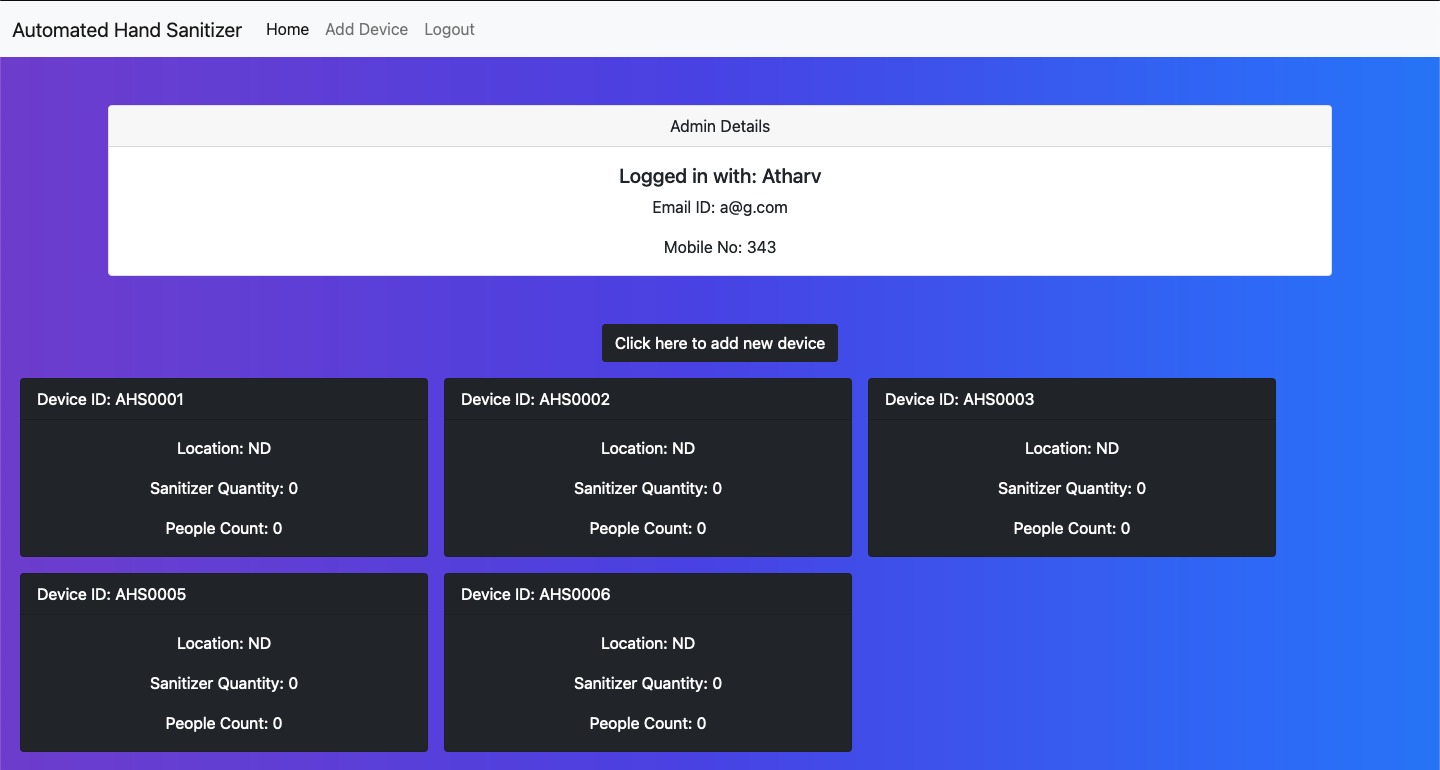 Automated Hand Sanitizer Home Add Device Logout
Admin Details
Logged in with: Atharv
Email ID: a@g.com
Mobile No: 343
Click here to add new device
Device ID: AHS0001
Location: ND
Sanitizer Quantity: 0
People Count: 0
Device ID: AHS0002
Location: ND
Sanitizer Quantity: 0
People Count: 0
Device ID: AHS0003
Location: ND
Sanitizer Quantity: 0
People Count: 0
Device ID: AHS0005
Location: ND
Sanitizer Quantity: 0
People Count: 0
Device ID: AHS0006
Location: ND
Sanitizer Quantity: 0
People Count: 0